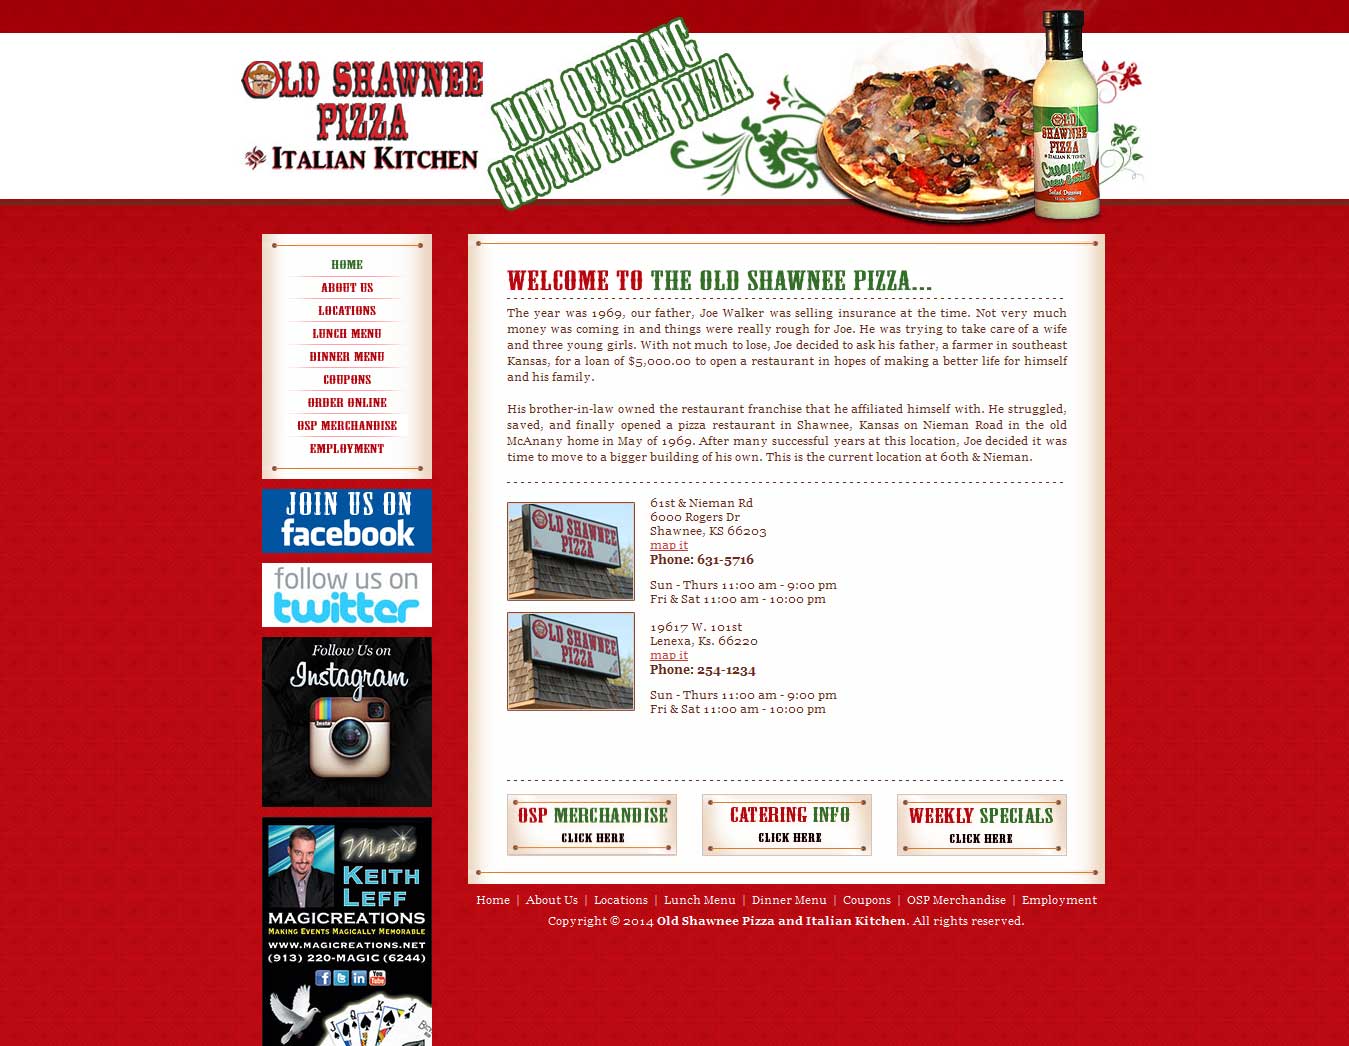 OLD SHAWNEE
PIZZA
ITALIAN KITCHEN
NOW OFFERING
GLUTEN FREE PIZZA
OLD
SHAWNEE
PIZZA
ITALIAN KITCHEN
Salad Dressing
HOME
ABOUT US
LOCATIONS
LUNCH MENU
DINNER MENU
COUPONS
ORDER ONLINE
OSP MERCHANDISE
EMPLOYMENT
JOIN US ON
facebook
follow us on
twitter
Follow Us on
Instagram
Insta
Magic
KEITH
LEFF
MAGICREATIONS
MAKING EVENTS MAGICALLY MEMORABLE
WWW.MAGICREATIONS.NET
(913) 220-MAGIC (6244)
You
Tube
J Q K A
WELCOME TO THE OLD SHAWNEE PIZZA...
The year was 1969, our father, Joe Walker was selling insurance at the time. Not very much
money was coming in and things were really rough for Joe. He was trying to take care of a wife
and three young girls. With not much to lose, Joe decided to ask his father, a farmer in southeast
Kansas, for a loan of $5,000.00 to open a restaurant in hopes of making a better life for himself
and his family.
His brother-in-law owned the restaurant franchise that he affiliated himself with. He struggled,
saved, and finally opened a pizza restaurant in Shawnee, Kansas on Nieman Road in the old
McAnany home in May of 1969. After many successful years at this location, Joe decided it was
time to move to a bigger building of his own. This is the current location at 60th & Nieman.
OLD SHAWNEE
PIZZA
61st & Nieman Rd
6000 Rogers Dr
Shawnee, KS 66203
map it
Phone: 631-5716
Sun - Thurs 11:00 am - 9:00 pm
Fri & Sat 11:00 am - 10:00 pm
OLD SHAWNEE
PIZZA
19617 W. 101st
Lenexa, Ks. 66220
map it
Phone: 254-1234
Sun - Thurs 11:00 am - 9:00 pm
Fri & Sat 11:00 am - 10:00 pm
OSP MERCHANDISE
CLICK HERE
CATERING INFO
CLICK HERE
WEEKLY SPECIALS
CLICK HERE
Home | About Us | Locations | Lunch Menu | Dinner Menu | Coupons | OSP Merchandise | Employment
Copyright © 2014 Old Shawnee Pizza and Italian Kitchen. All rights reserved.